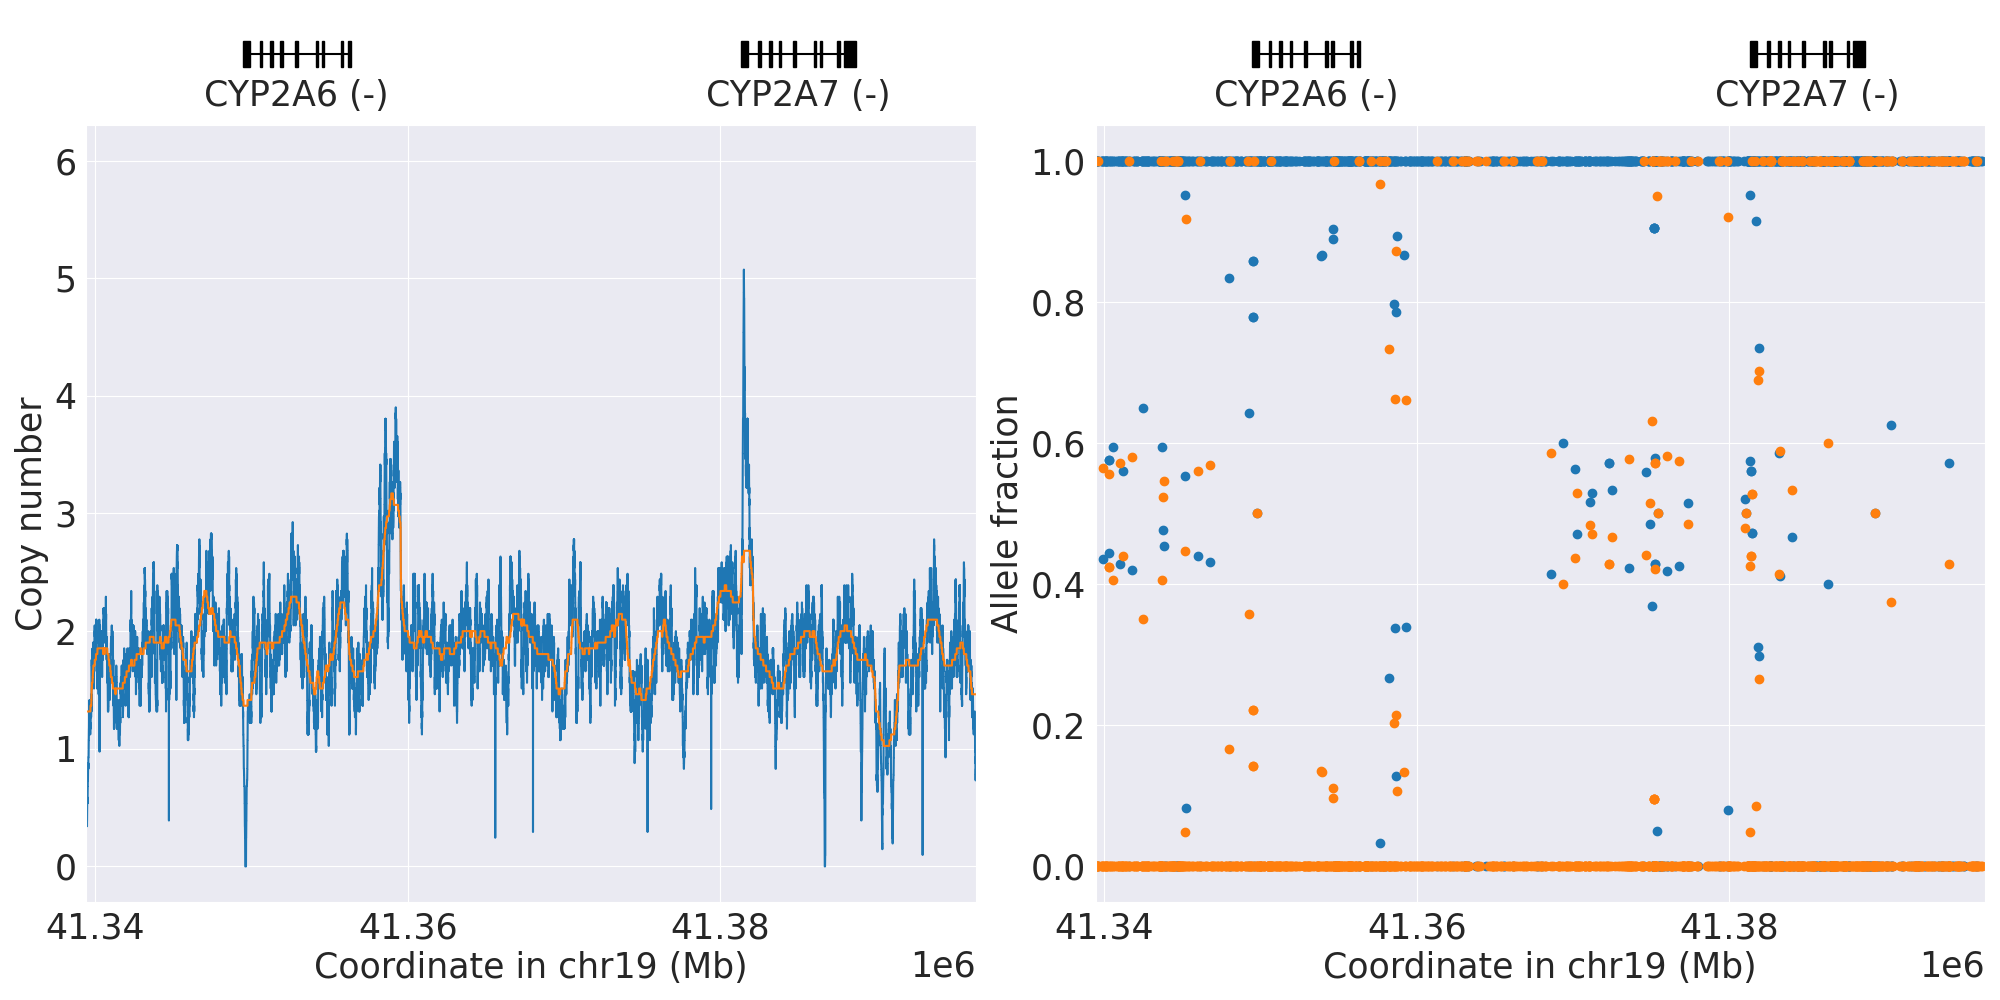 CYP2A6 (-)
CYP2A7 (-)
6
5
4
3
2
1
0
Copy number
41.34
41.36
41.38
Coordinate in chr19 (Mb)
1e6
CYP2A6 (-)
CYP2A7 (-)
1.0
0.8
0.6
0.4
0.2
0.0
Allele fraction
41.34
41.36
41.38
Coordinate in chr19 (Mb)
1e6